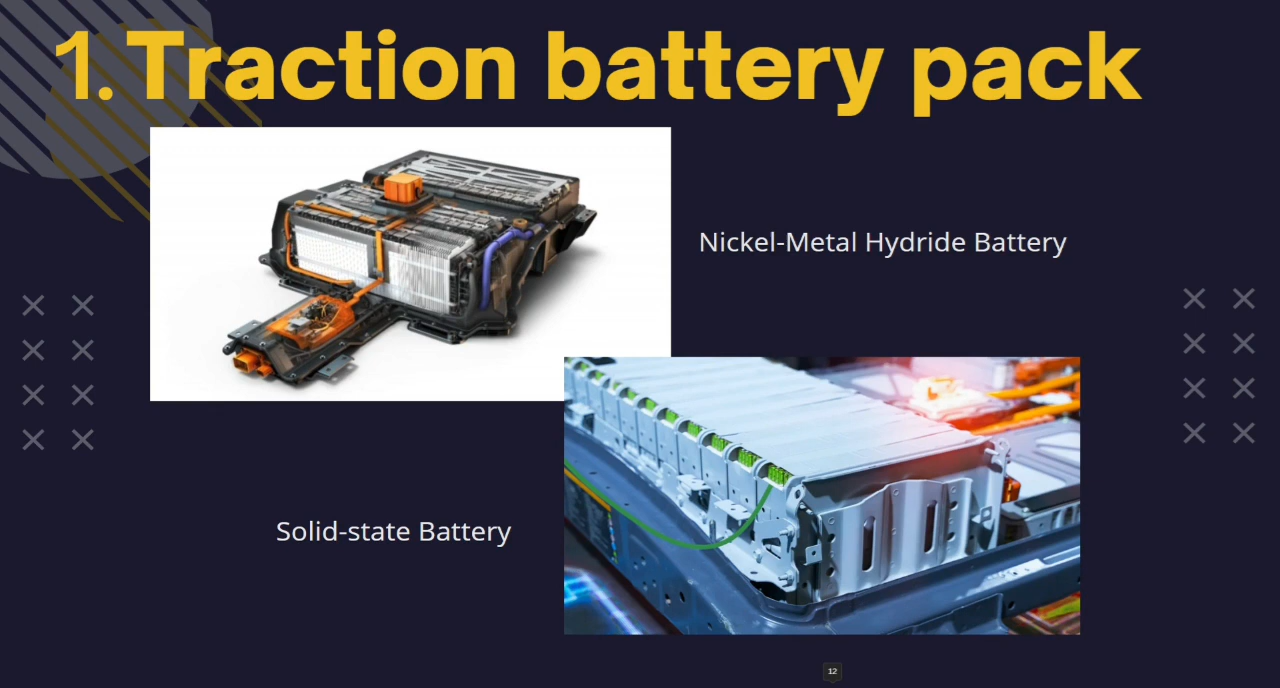 1. Traction battery pack
Nickel-Metal Hydride Battery
Solid-state Battery
12